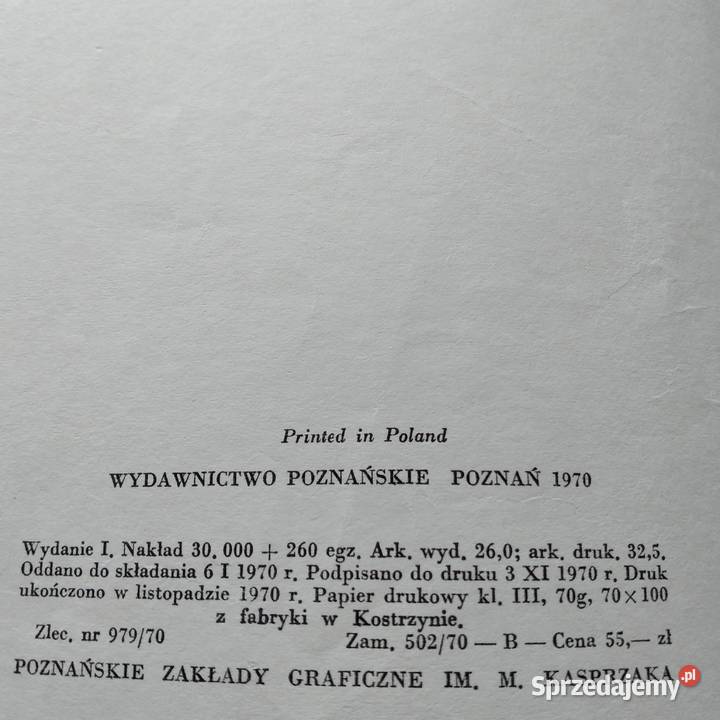 Printed in Poland
WYDAWNICTWO POZNAŃSKIE POZNAŃ 1970
Wydanie I. Nakład 30.000 + 260 egz. Ark. wyd. 26,0; ark. druk. 32,5.
Oddano do składania 6 I 1970 r. Podpisano do druku 3 XI 1970 r. Druk
ukończono w listopadzie 1970 r. Papier drukowy kl. III, 70g, 70×100
z fabryki w Kostrzynie.
Zlec. nr 979/70 Zam. 502/70 — B — Cena 55,— zł
POZNAŃSKIE ZAKŁADY GRAFICZNE IM. M. KASPRZAKA
Sprzedajemy.pl